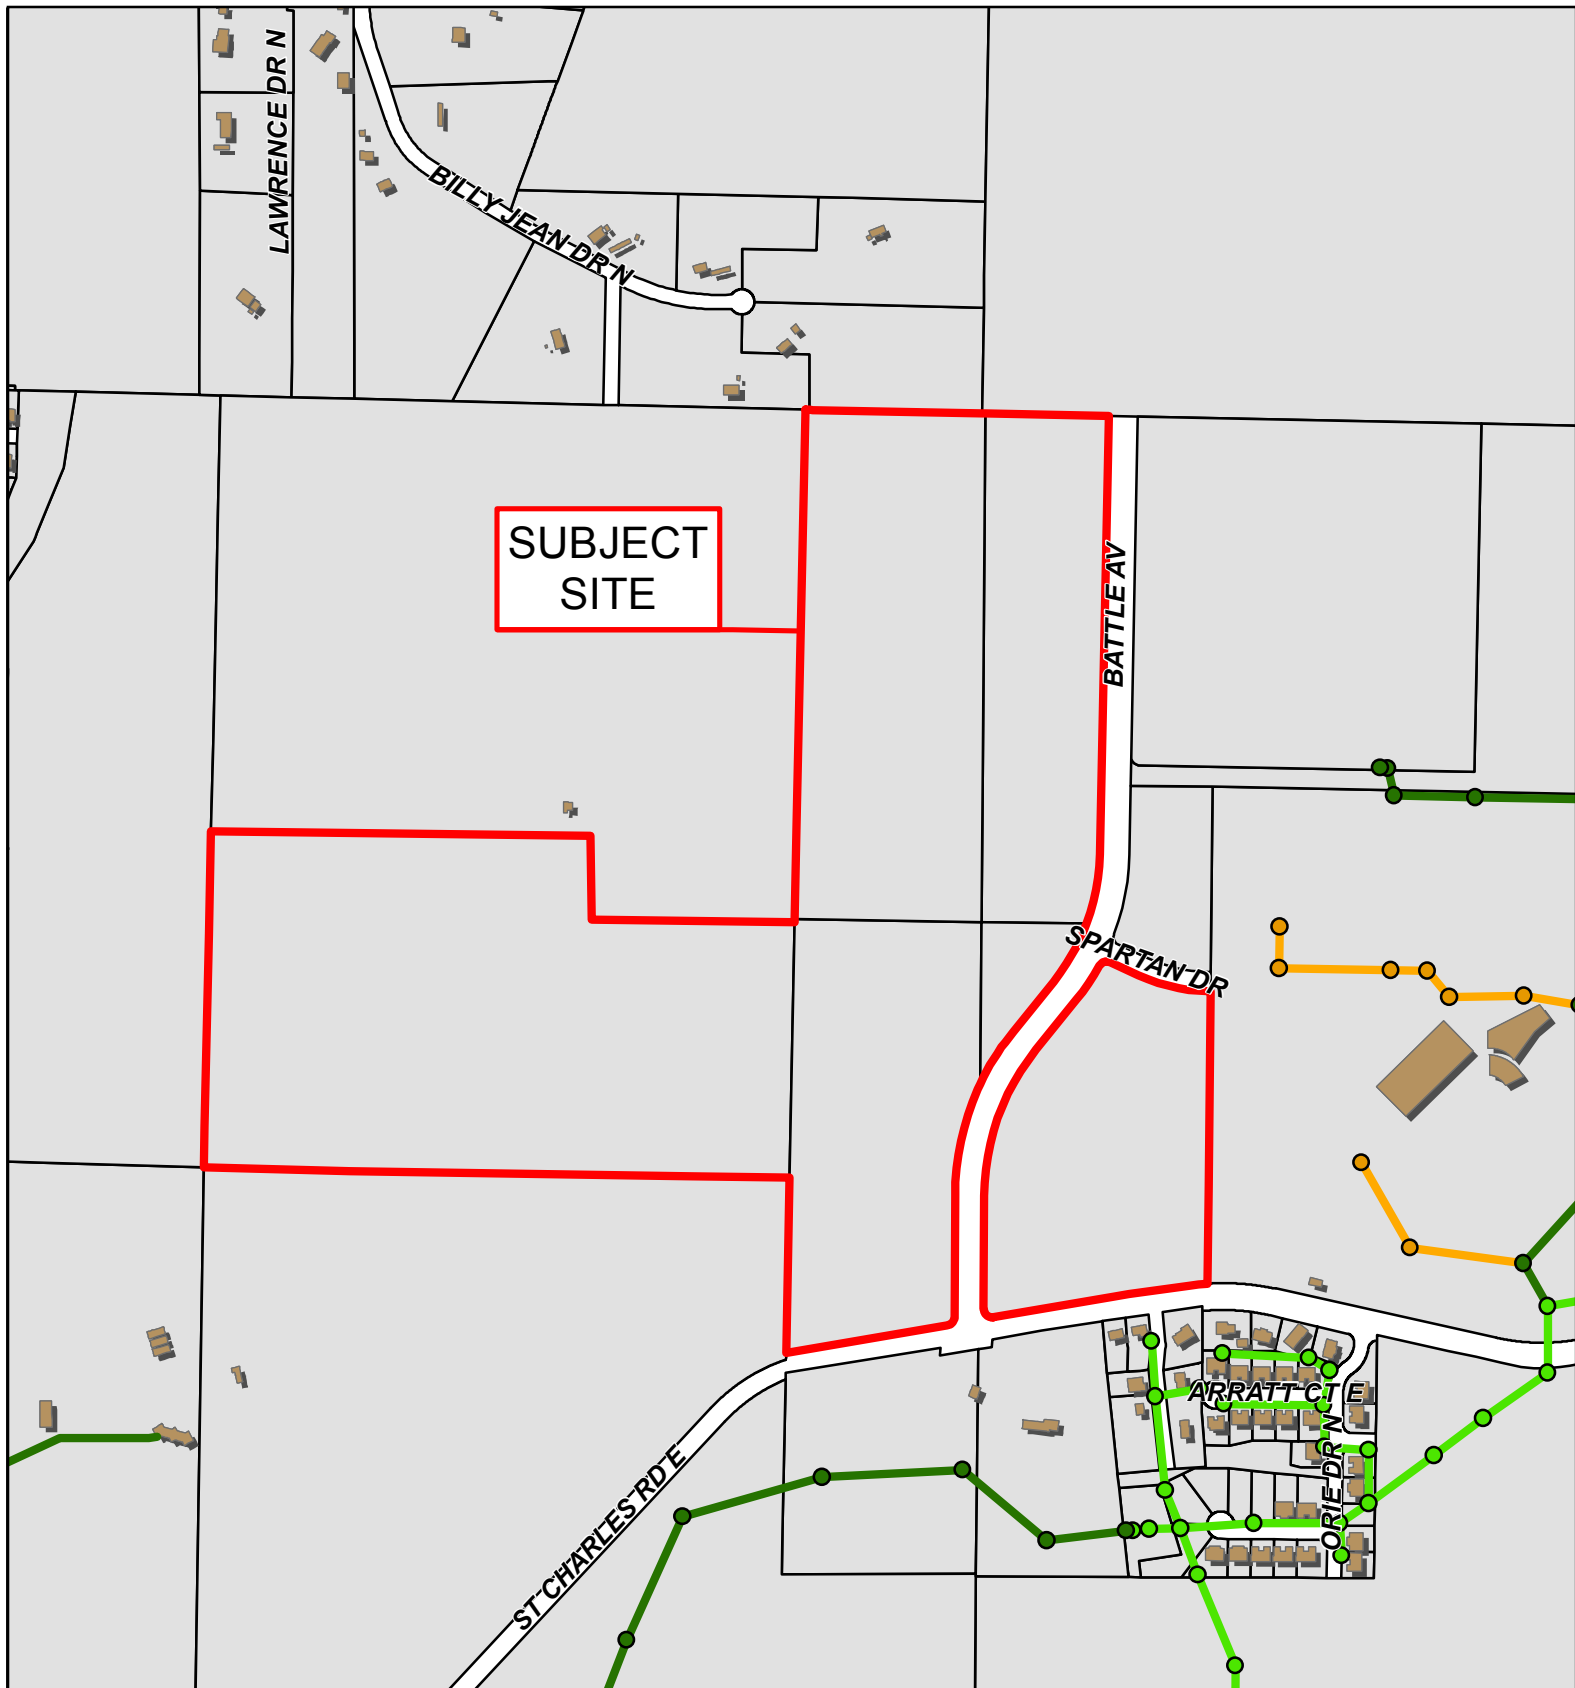 LAWRENCE DR N
BILLY JEAN DR N
SUBJECT
SITE
BATTLE AV
SPARTAN DR
ARRATT CT E
ORIE DR N
ST CHARLES RD E